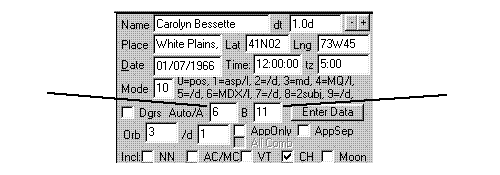 Name Carolyn Bessette dt 1.0d - +
Place White Plains, Lat 41N02 Lng 73W45
Date 01/07/1966 Time: 12:00:00 tz 5:00
Mode 10 U=pos, 1=asp/l, 2=/d, 3=md, 4=MQ/l,
5=/d, 6=MDX/l, 7=/d, 8=2subj, 9=/d,
Dgrs Auto/A 6 B 11 Enter Data
Orb 3 /d 1 AppOnly AppSep
All Comb
Incl: NN AC/MC VT CH Moon